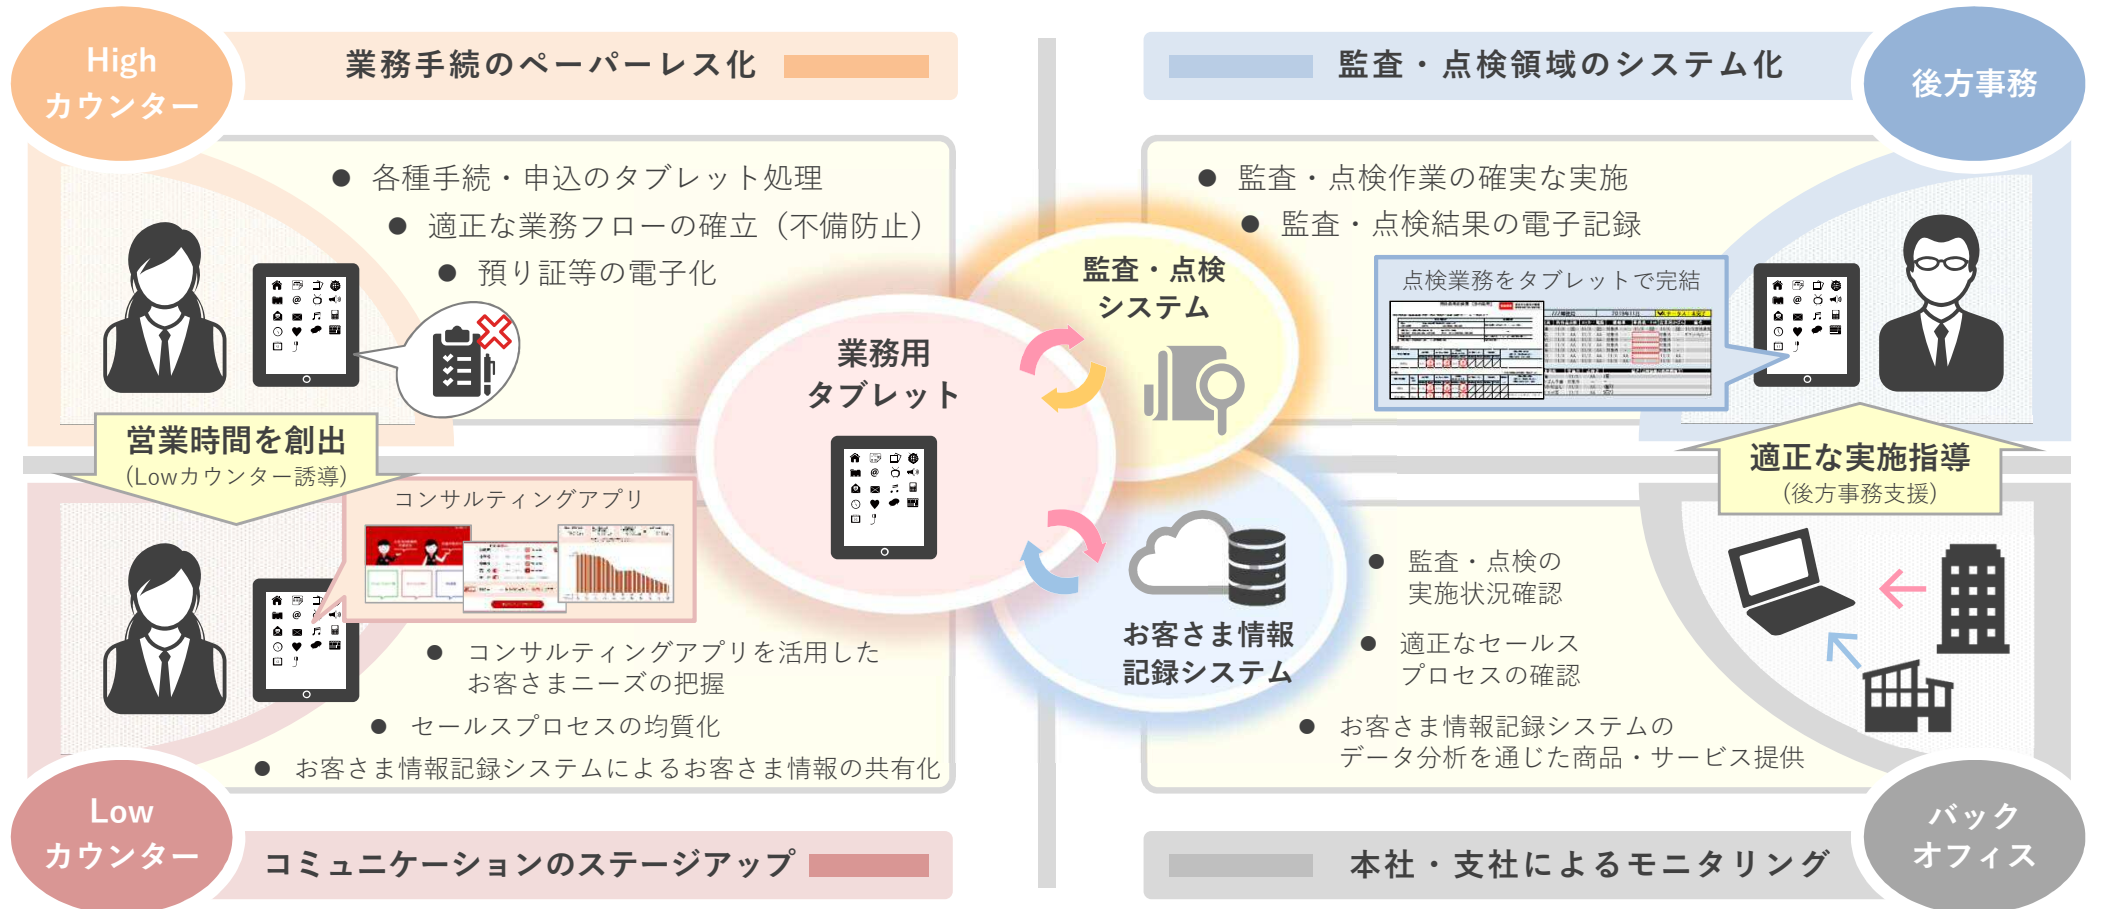 High
カウンター
業務手続のペーパーレス化
● 各種手続・申込のタブレット処理
● 適正な業務フローの確立（不備防止）
● 預り証等の電子化
監査・点検領域のシステム化
後方事務
● 監査・点検作業の確実な実施
● 監査・点検結果の電子記録
点検業務をタブレットで完結
監査・点検
システム
業務用
タブレット
お客さま情報
記録システム
営業時間を創出
(Lowカウンター誘導)
適正な実施指導
(後方事務支援)
コンサルティングアプリ
● コンサルティングアプリを活用した
お客さまニーズの把握
● セールスプロセスの均質化
● お客さま情報記録システムによるお客さま情報の共有化
Low
カウンター
コミュニケーションのステージアップ
● 監査・点検の
実施状況確認
● 適正なセールス
プロセスの確認
● お客さま情報記録システムの
データ分析を通じた商品・サービス提供
本社・支社によるモニタリング
バック
オフィス